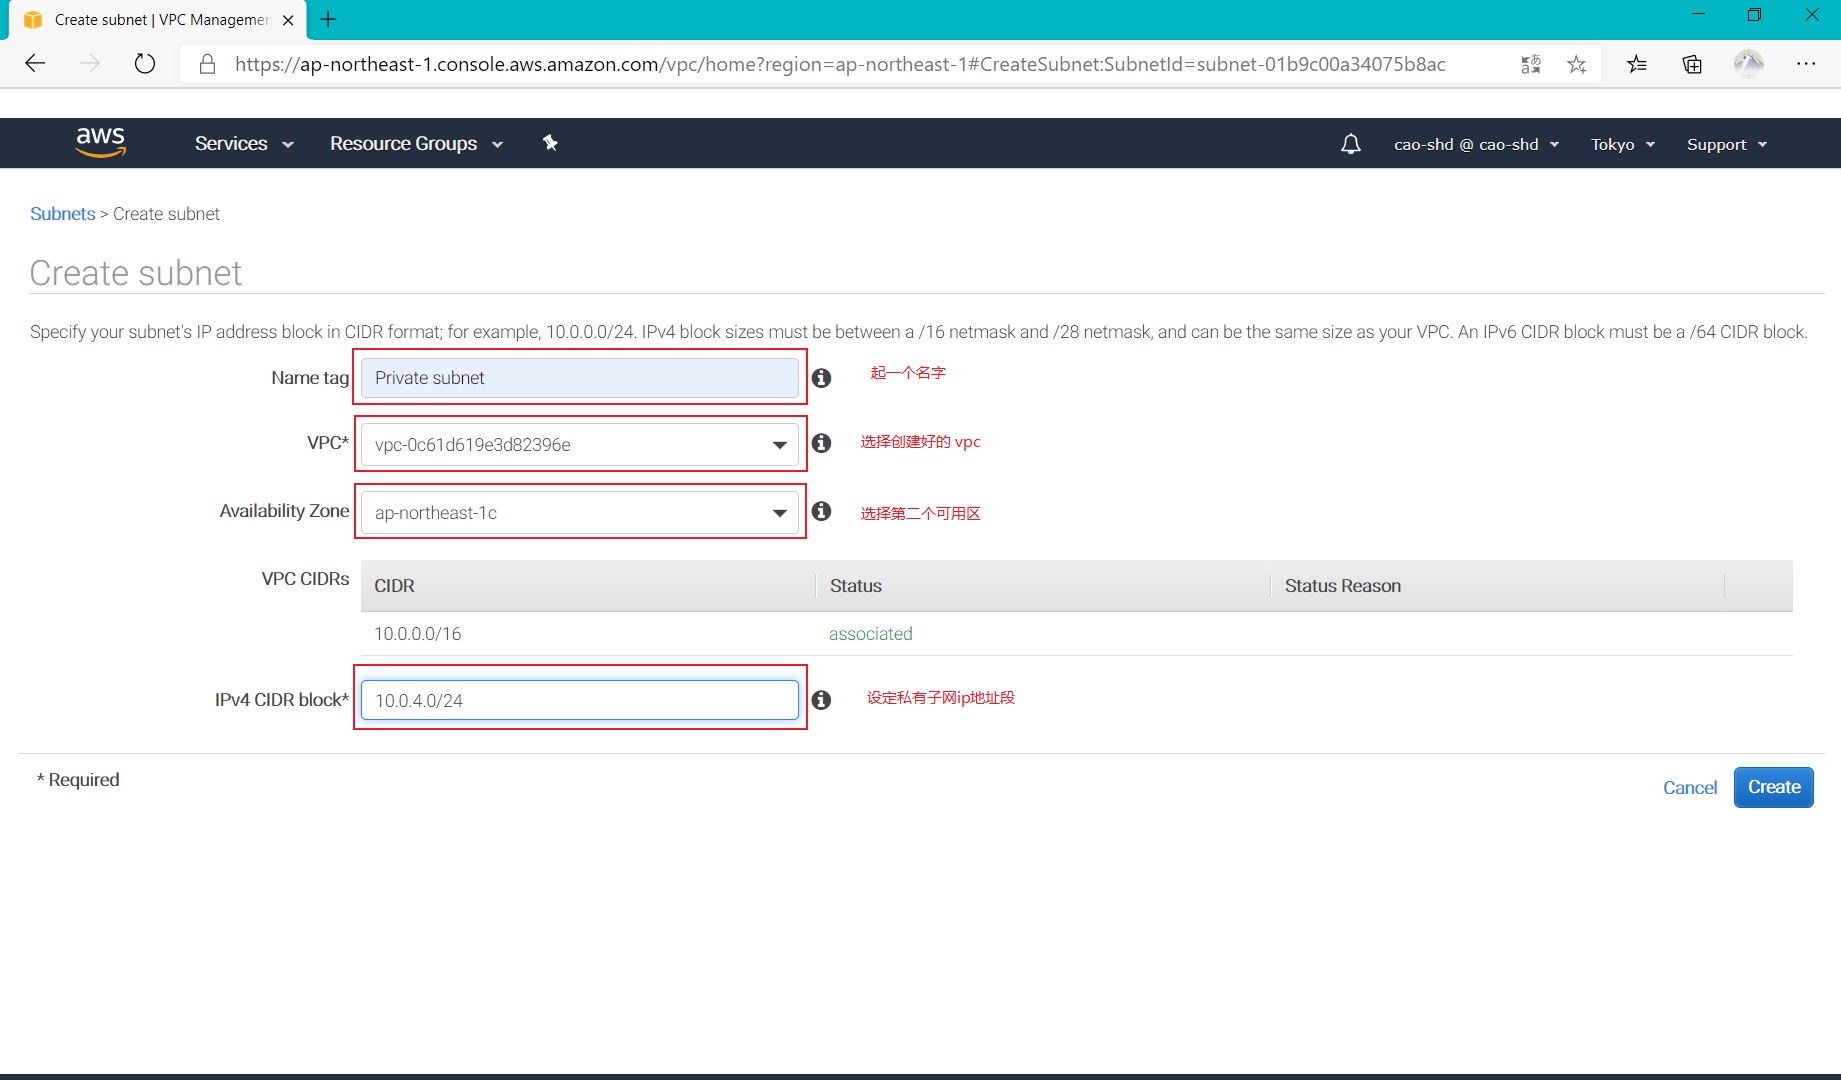 Create subnet | VPC Managemen
https://ap-northeast-1.console.aws.amazon.com/vpc/home?region=ap-northeast-1#CreateSubnet:SubnetId=subnet-01b9c00a34075b8ac
aws Services Resource Groups cao-shd @ cao-shd Tokyo Support
Subnets > Create subnet
Create subnet
Specify your subnet's IP address block in CIDR format; for example, 10.0.0.0/24. IPv4 block sizes must be between a /16 netmask and /28 netmask, and can be the same size as your VPC. An IPv6 CIDR block must be a /64 CIDR block.
Name tag Private subnet 起一个名字
VPC* vpc-0c61d619e3d82396e 选择创建好的 vpc
Availability Zone ap-northeast-1c 选择第二个可用区
VPC CIDRs CIDR Status Status Reason
10.0.0.0/16 associated
IPv4 CIDR block* 10.0.4.0/24 设定私有子网ip地址段
* Required
Cancel Create